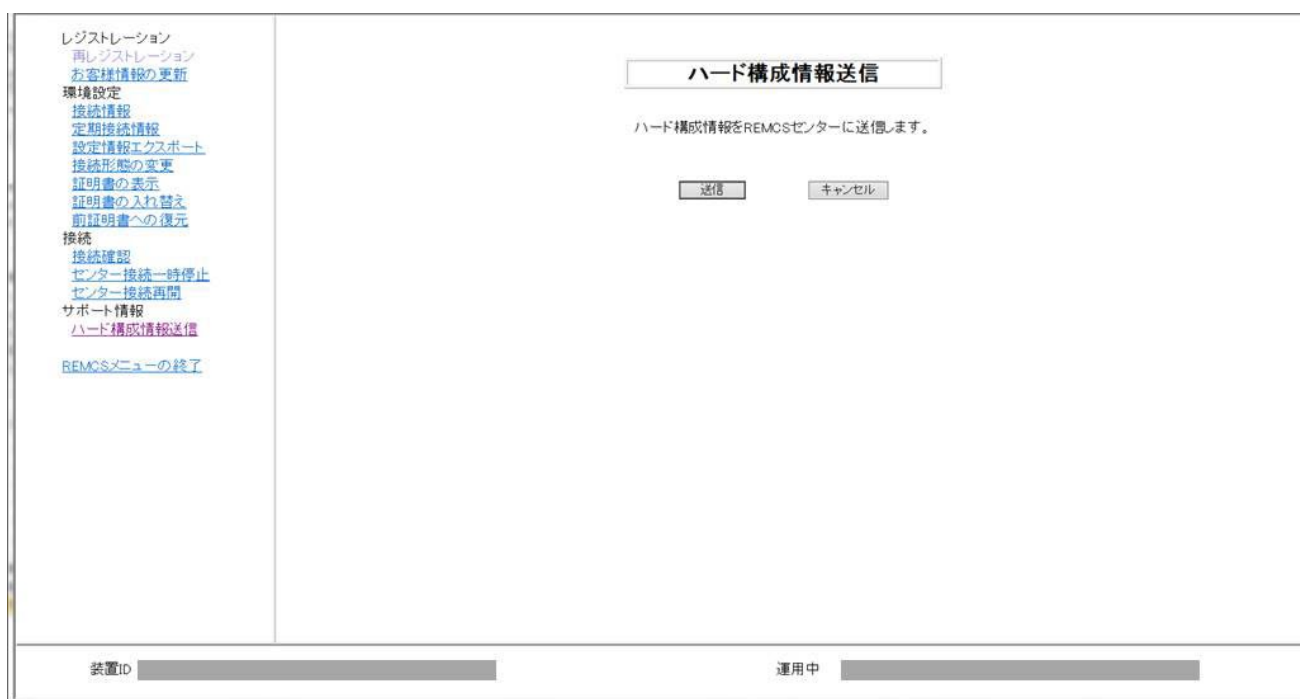 レジストレーション
再レジストレーション
お客様情報の更新
環境設定
接続情報
定期接続情報
設定情報エクスポート
接続形態の変更
証明書の表示
証明書の入れ替え
前証明書への復元
接続
接続確認
センター接続一時停止
センター接続再開
サポート情報
ハード構成情報送信
REMCSメニューの終了
ハード構成情報送信
ハード構成情報をREMCSセンターに送信します。
送信 キャンセル
装置ID 運用中